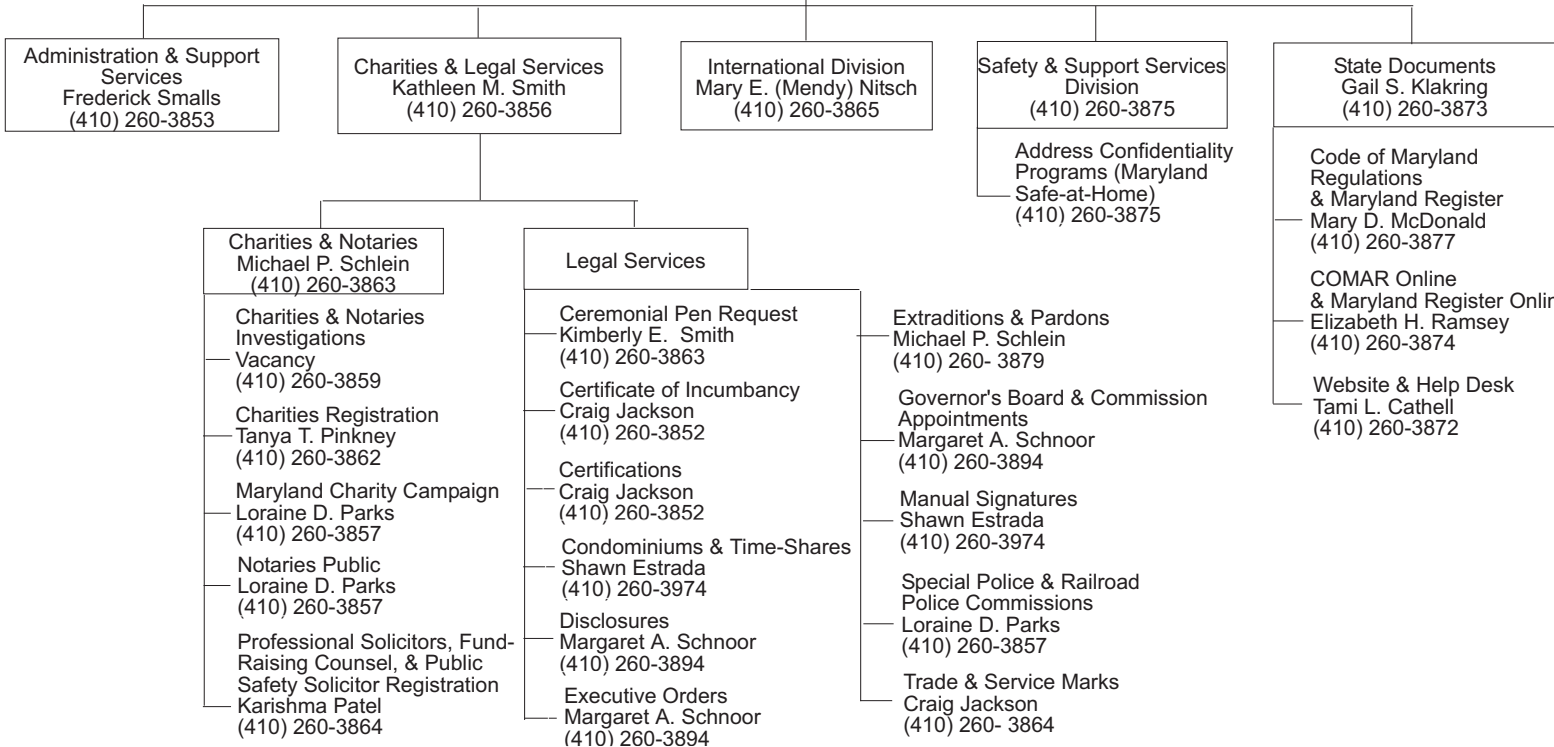 Administration & Support
Services
Frederick Smalls
(410) 260-3853
Charities & Legal Services
Kathleen M. Smith
(410) 260-3856
International Division
Mary E. (Mendy) Nitsch
(410) 260-3865
Safety & Support Services
Division
(410) 260-3875
State Documents
Gail S. Klakring
(410) 260-3873
Address Confidentiality
Programs (Maryland
Safe-at-Home)
(410) 260-3875
Code of Maryland
Regulations
& Maryland Register
Mary D. McDonald
(410) 260-3877
COMAR Online
& Maryland Register Onlin
Elizabeth H. Ramsey
(410) 260-3874
Website & Help Desk
Tami L. Cathell
(410) 260-3872
Charities & Notaries
Michael P. Schlein
(410) 260-3863
Charities & Notaries
Investigations
Vacancy
(410) 260-3859
Charities Registration
Tanya T. Pinkney
(410) 260-3862
Maryland Charity Campaign
Loraine D. Parks
(410) 260-3857
Notaries Public
Loraine D. Parks
(410) 260-3857
Professional Solicitors, Fund-
Raising Counsel, & Public
Safety Solicitor Registration
Karishma Patel
(410) 260-3864
Legal Services
Ceremonial Pen Request
Kimberly E. Smith
(410) 260-3863
Certificate of Incumbancy
Craig Jackson
(410) 260-3852
Certifications
Craig Jackson
(410) 260-3852
Condominiums & Time-Shares
Shawn Estrada
(410) 260-3974
Disclosures
Margaret A. Schnoor
(410) 260-3894
Executive Orders
Margaret A. Schnoor
(410) 260-3894
Extraditions & Pardons
Michael P. Schlein
(410) 260- 3879
Governor's Board & Commission
Appointments
Margaret A. Schnoor
(410) 260-3894
Manual Signatures
Shawn Estrada
(410) 260-3974
Special Police & Railroad
Police Commissions
Loraine D. Parks
(410) 260-3857
Trade & Service Marks
Craig Jackson
(410) 260- 3864